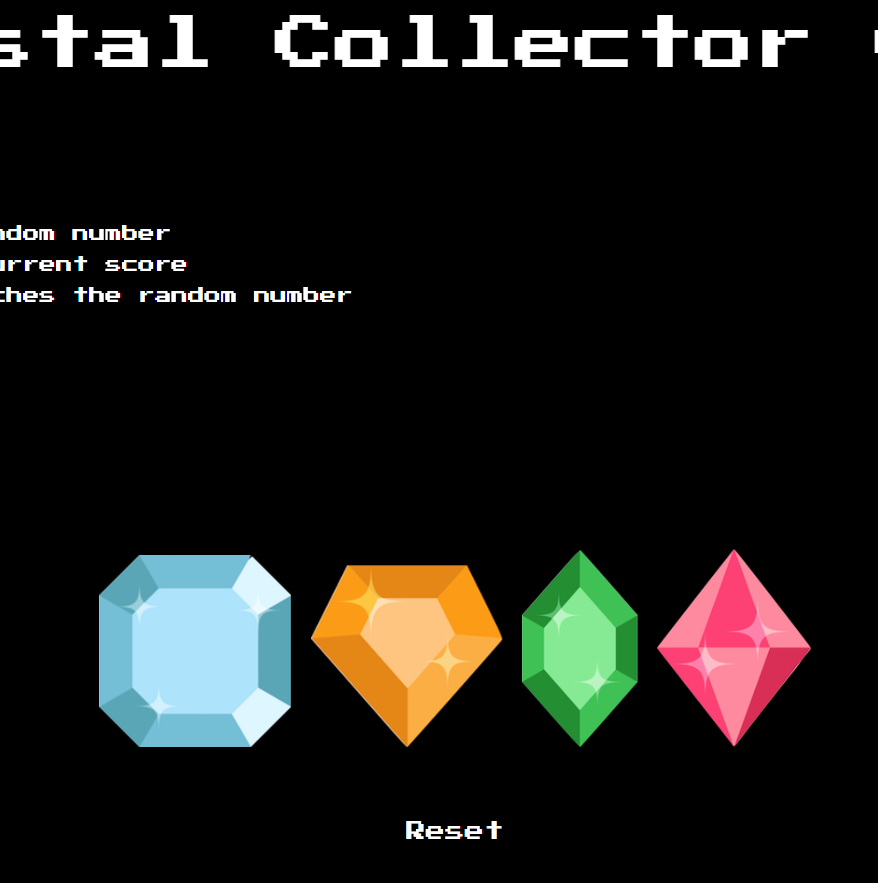 stal Collector
ndom number
urrent score
ches the random number
Reset